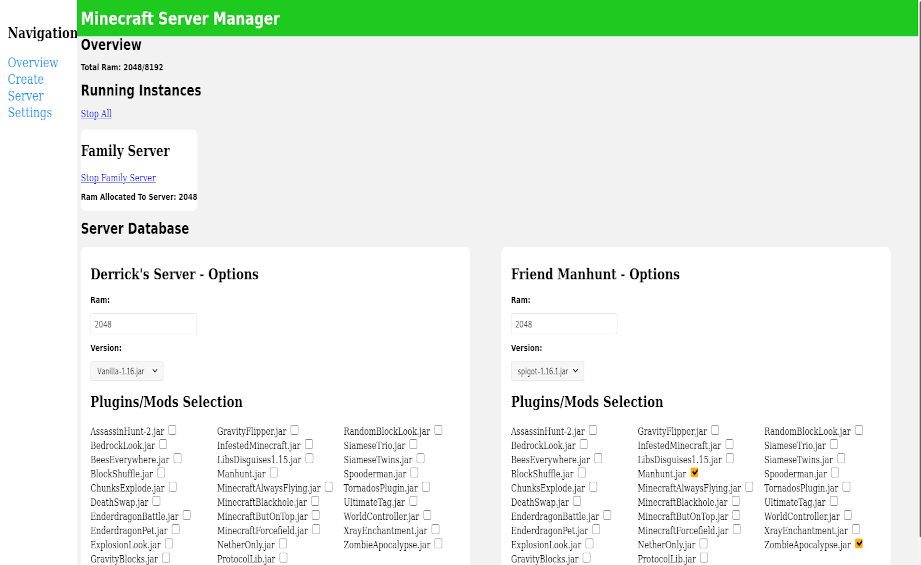 Minecraft Server Manager
Navigation
Overview
Create
Server
Settings
Overview
Total Ram: 2048/8192
Running Instances
Stop All
Family Server
Stop Family Server
Ram Allocated To Server: 2048
Server Database
Derrick's Server - Options
Ram:
2048
Version:
Vanilla-1.16.jar
Plugins/Mods Selection
AssassinHunt-2.jar GravityFlipper.jar RandomBlockLook.jar
BedrockLook.jar InfestedMinecraft.jar SiameseTrio.jar
BeesEverywhere.jar LibsDisguises1.15.jar SiameseTwins.jar
BlockShuffle.jar Manhunt.jar Spooderman.jar
ChunksExplode.jar MinecraftAlwaysFlying.jar TornadosPlugin.jar
DeathSwap.jar MinecraftBlackhole.jar UltimateTag.jar
EnderdragonBattle.jar MinecraftButOnTop.jar WorldController.jar
EnderdragonPet.jar MinecraftForcefield.jar XrayEnchantment.jar
ExplosionLook.jar NetherOnly.jar ZombieApocalypse.jar
GravityBlocks.jar ProtocolLib.jar
Friend Manhunt - Options
Ram:
2048
Version:
spigot-1.16.1.jar
Plugins/Mods Selection
AssassinHunt-2.jar GravityFlipper.jar RandomBlockLook.jar
BedrockLook.jar InfestedMinecraft.jar SiameseTrio.jar
BeesEverywhere.jar LibsDisguises1.15.jar SiameseTwins.jar
BlockShuffle.jar Manhunt.jar Spooderman.jar
ChunksExplode.jar MinecraftAlwaysFlying.jar TornadosPlugin.jar
DeathSwap.jar MinecraftBlackhole.jar UltimateTag.jar
EnderdragonBattle.jar MinecraftButOnTop.jar WorldController.jar
EnderdragonPet.jar MinecraftForcefield.jar XrayEnchantment.jar
ExplosionLook.jar NetherOnly.jar ZombieApocalypse.jar
GravityBlocks.jar ProtocolLib.jar